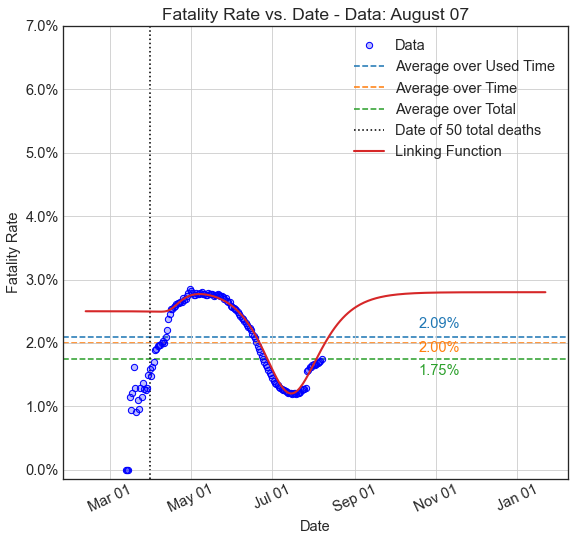 Fatality Rate vs. Date - Data: August 07
7.0%
6.0%
5.0%
4.0%
3.0%
2.0%
1.0%
0.0%
Fatality Rate
Data
Average over Used Time
Average over Time
Average over Total
Date of 50 total deaths
Linking Function
2.09%
2.00%
1.75%
Mar 01
May 01
Jul 01
Sep 01
Nov 01
Jan 01
Date